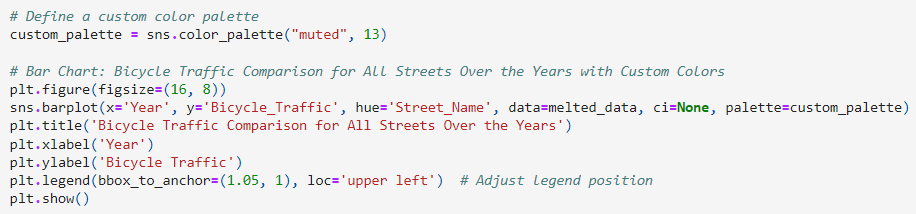 # Define a custom color palette
custom_palette = sns.color_palette("muted", 13)
# Bar Chart: Bicycle Traffic Comparison for All Streets Over the Years with Custom Colors
plt.figure(figsize=(16, 8))
sns.barplot(x='Year', y='Bicycle_Traffic', hue='Street_Name', data=melted_data, ci=None, palette=custom_palette)
plt.title('Bicycle Traffic Comparison for All Streets Over the Years')
plt.xlabel('Year')
plt.ylabel('Bicycle Traffic')
plt.legend(bbox_to_anchor=(1.05, 1), loc='upper left')  # Adjust legend position
plt.show()